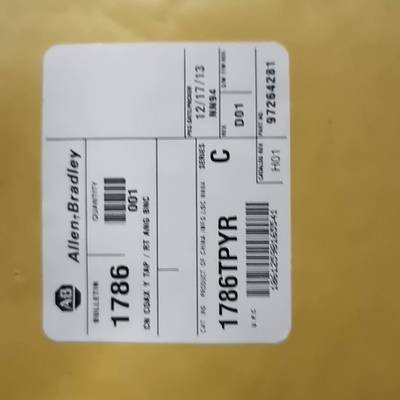 AB
Allen-Bradley
BULLETIN
1786
QUANTITY
001
CN COAX Y TAP / RT ANG BNC
PKG DATE/PROGRAM
12/17/13
NN94
REV
D01
PART NO.
97264281
CAT NO PRODUCT OF CHINA
SERIES
1786TPYR
C
CATALOG REV
H01
U.P.C.